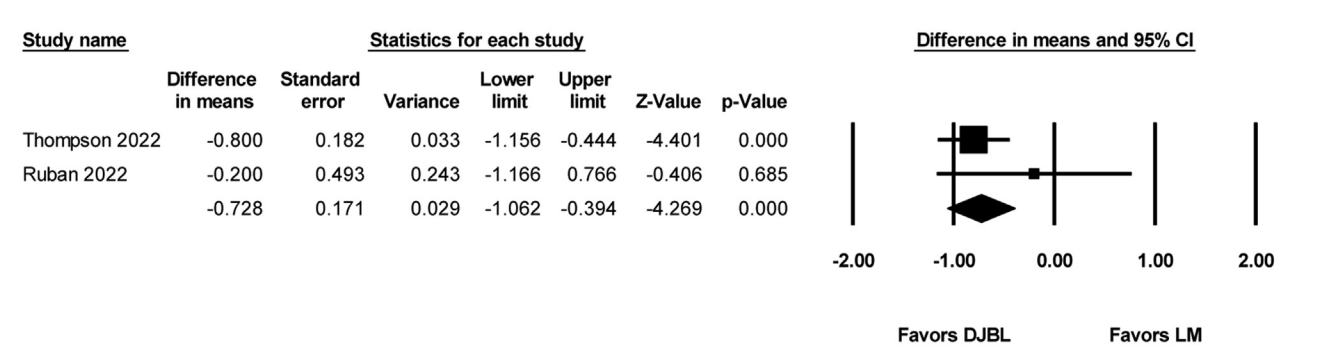 Study name Statistics for each study Difference in means and 95% CI
Difference in means Standard error Variance Lower limit Upper limit Z-Value p-Value
Thompson 2022 -0.800 0.182 0.033 -1.156 -0.444 -4.401 0.000
Ruban 2022 -0.200 0.493 0.243 -1.166 0.766 -0.406 0.685
-0.728 0.171 0.029 -1.062 -0.394 -4.269 0.000
-2.00 -1.00 0.00 1.00 2.00
Favors DJBL Favors LM